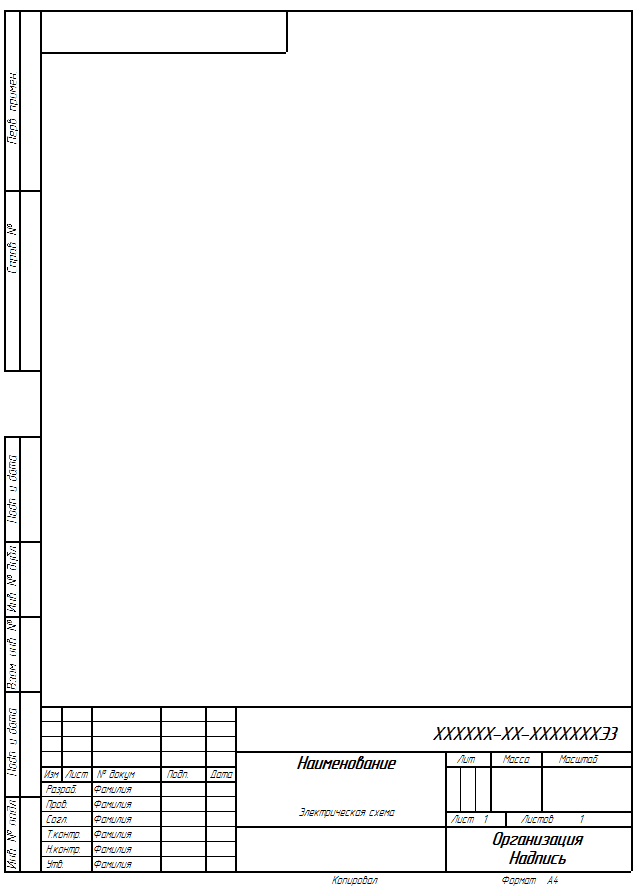 Перв. примен.
Справ. №
Подп. и дата
Инв. № дубл.
Взам. инв. №
Подп. и дата
Инв. № подл.
XXXXXX-XX-XXXXXXXЭ3
Изм Лист № докум Подп. Дата
Разраб. Фамилия
Пров. Фамилия
Согл. Фамилия
Т.контр. Фамилия
Н.контр. Фамилия
Утв. Фамилия
Наименование
Электрическая схема
Лит Масса Масштаб
Лист 1 Листов 1
Организация
Надпись
Копировал Формат А4